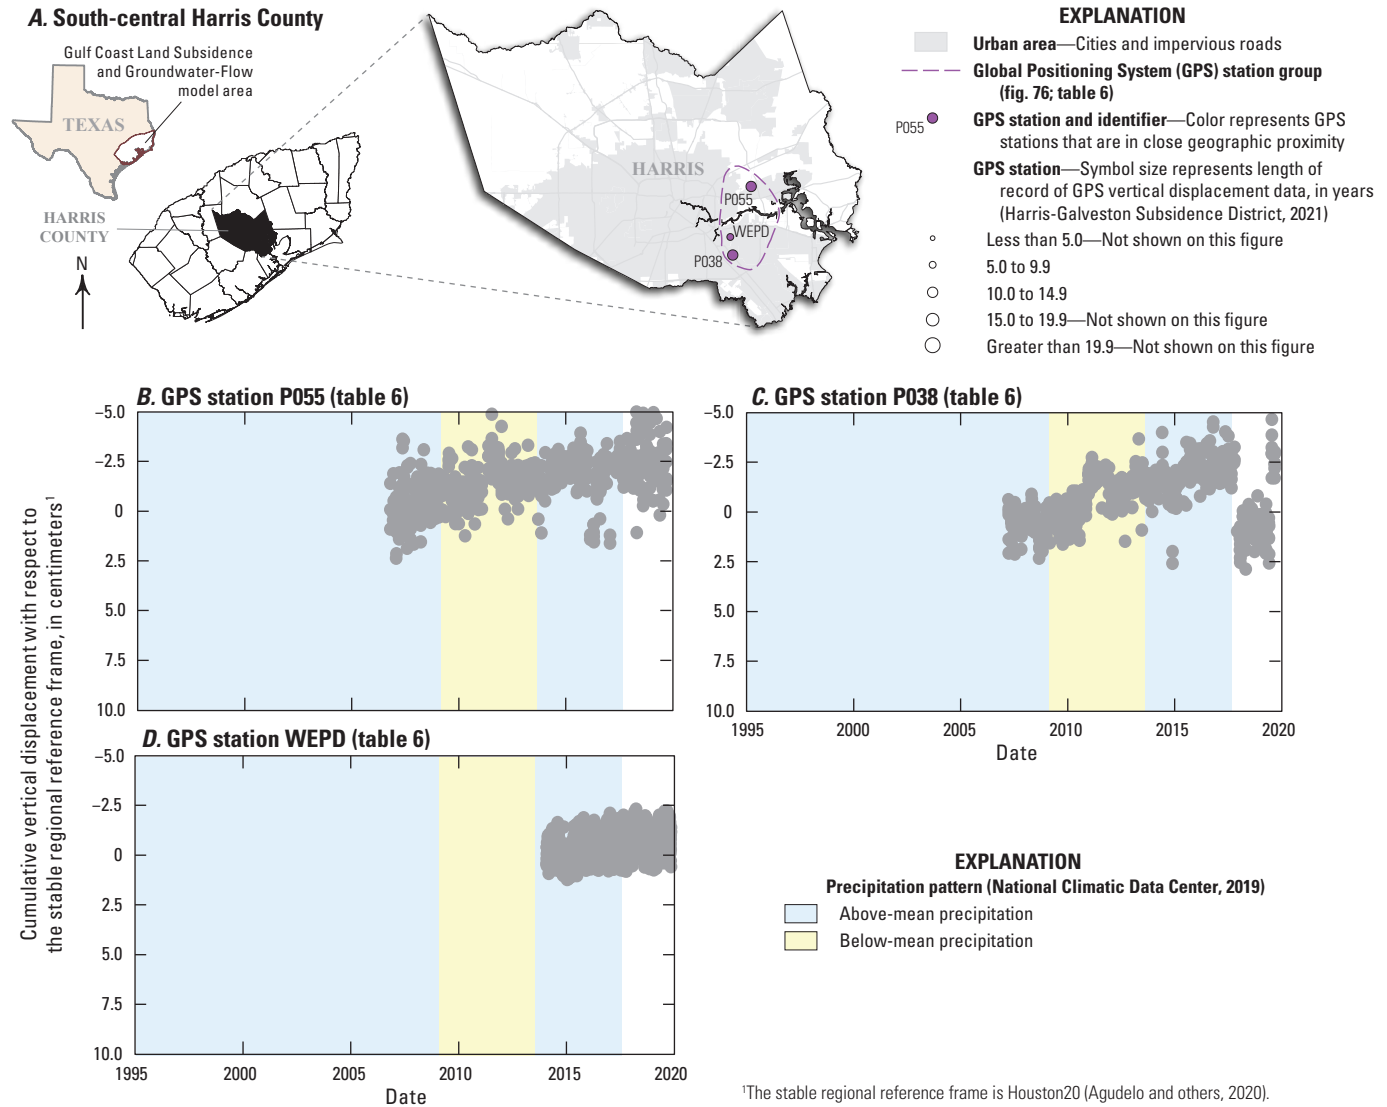 A. South-central Harris County
Gulf Coast Land Subsidence
and Groundwater-Flow
model area
TEXAS
HARRIS
COUNTY
N
HARRIS
P055
WEPD
P038
EXPLANATION
Urban area—Cities and impervious roads
Global Positioning System (GPS) station group
(fig. 76; table 6)
P055
GPS station and identifier—Color represents GPS
stations that are in close geographic proximity
GPS station—Symbol size represents length of
record of GPS vertical displacement data, in years
(Harris-Galveston Subsidence District, 2021)
Less than 5.0—Not shown on this figure
5.0 to 9.9
10.0 to 14.9
15.0 to 19.9—Not shown on this figure
Greater than 19.9—Not shown on this figure
Cumulative vertical displacement with respect to
the stable regional reference frame, in centimeters¹
B. GPS station P055 (table 6)
–5.0
–2.5
0
2.5
5.0
7.5
10.0
C. GPS station P038 (table 6)
–5.0
–2.5
0
2.5
5.0
7.5
10.0
1995 2000 2005 2010 2015 2020
Date
D. GPS station WEPD (table 6)
–5.0
–2.5
0
2.5
5.0
7.5
10.0
1995 2000 2005 2010 2015 2020
Date
EXPLANATION
Precipitation pattern (National Climatic Data Center, 2019)
Above-mean precipitation
Below-mean precipitation
¹The stable regional reference frame is Houston20 (Agudelo and others, 2020).